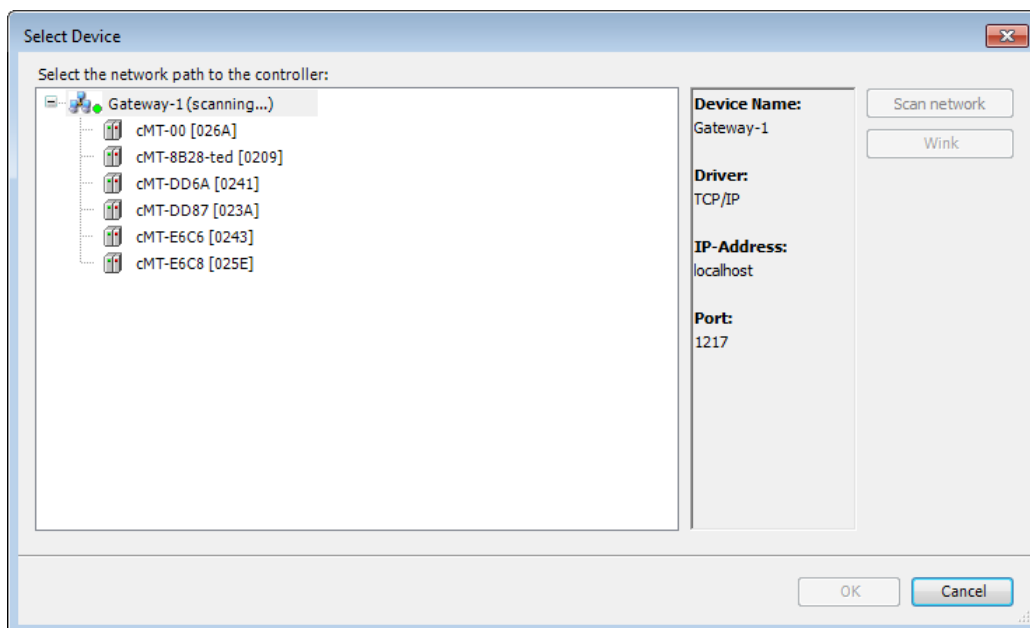 Select Device
Select the network path to the controller:
Gateway-1 (scanning...)
cMT-00 [026A]
cMT-8B28-ted [0209]
cMT-DD6A [0241]
cMT-DD87 [023A]
cMT-E6C6 [0243]
cMT-E6C8 [025E]
Device Name:
Gateway-1
Driver:
TCP/IP
IP-Address:
localhost
Port:
1217
Scan network
Wink
OK
Cancel